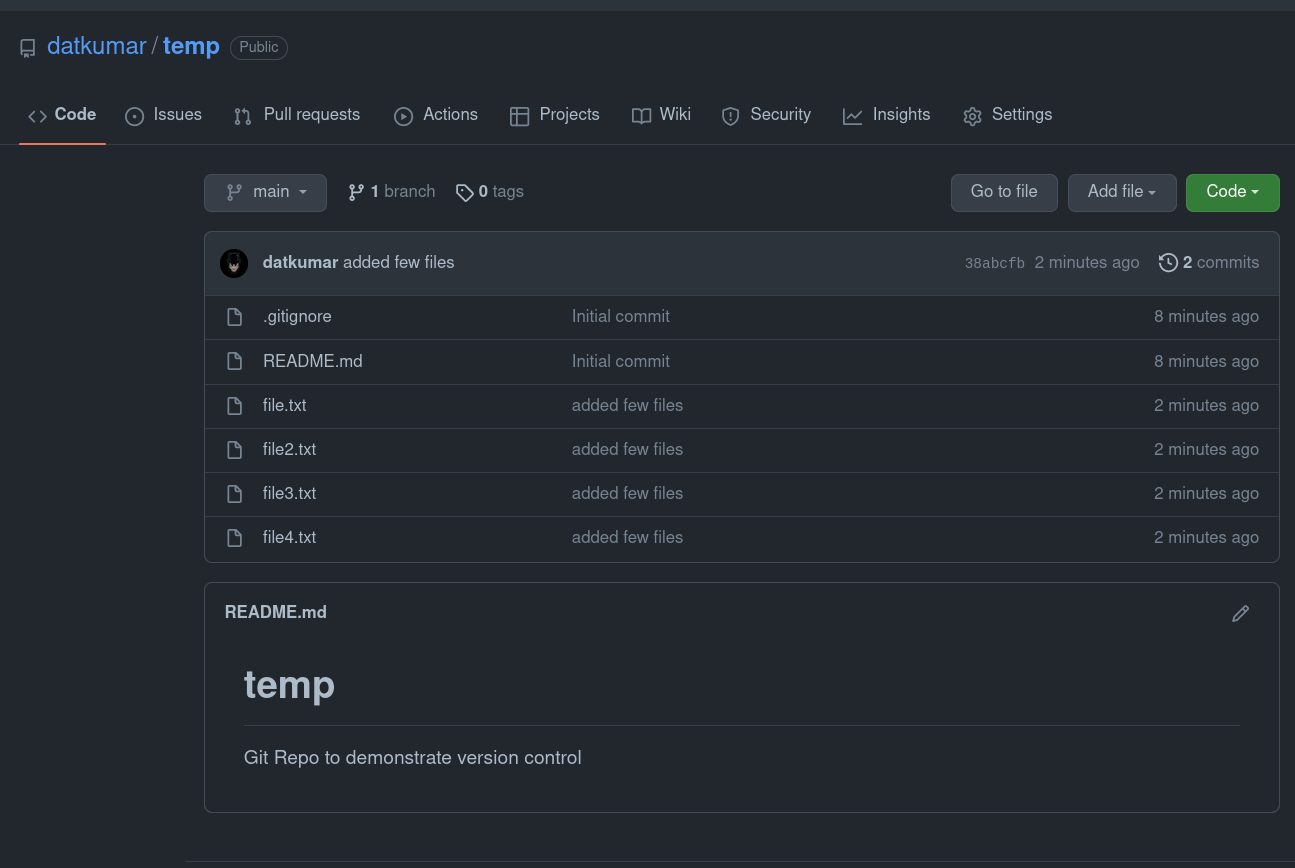 datkumar / temp Public
Code Issues Pull requests Actions Projects Wiki Security Insights Settings
main 1 branch 0 tags Go to file Add file Code
datkumar added few files 38abcfb 2 minutes ago 2 commits
.gitignore Initial commit 8 minutes ago
README.md Initial commit 8 minutes ago
file.txt added few files 2 minutes ago
file2.txt added few files 2 minutes ago
file3.txt added few files 2 minutes ago
file4.txt added few files 2 minutes ago
README.md
temp
Git Repo to demonstrate version control